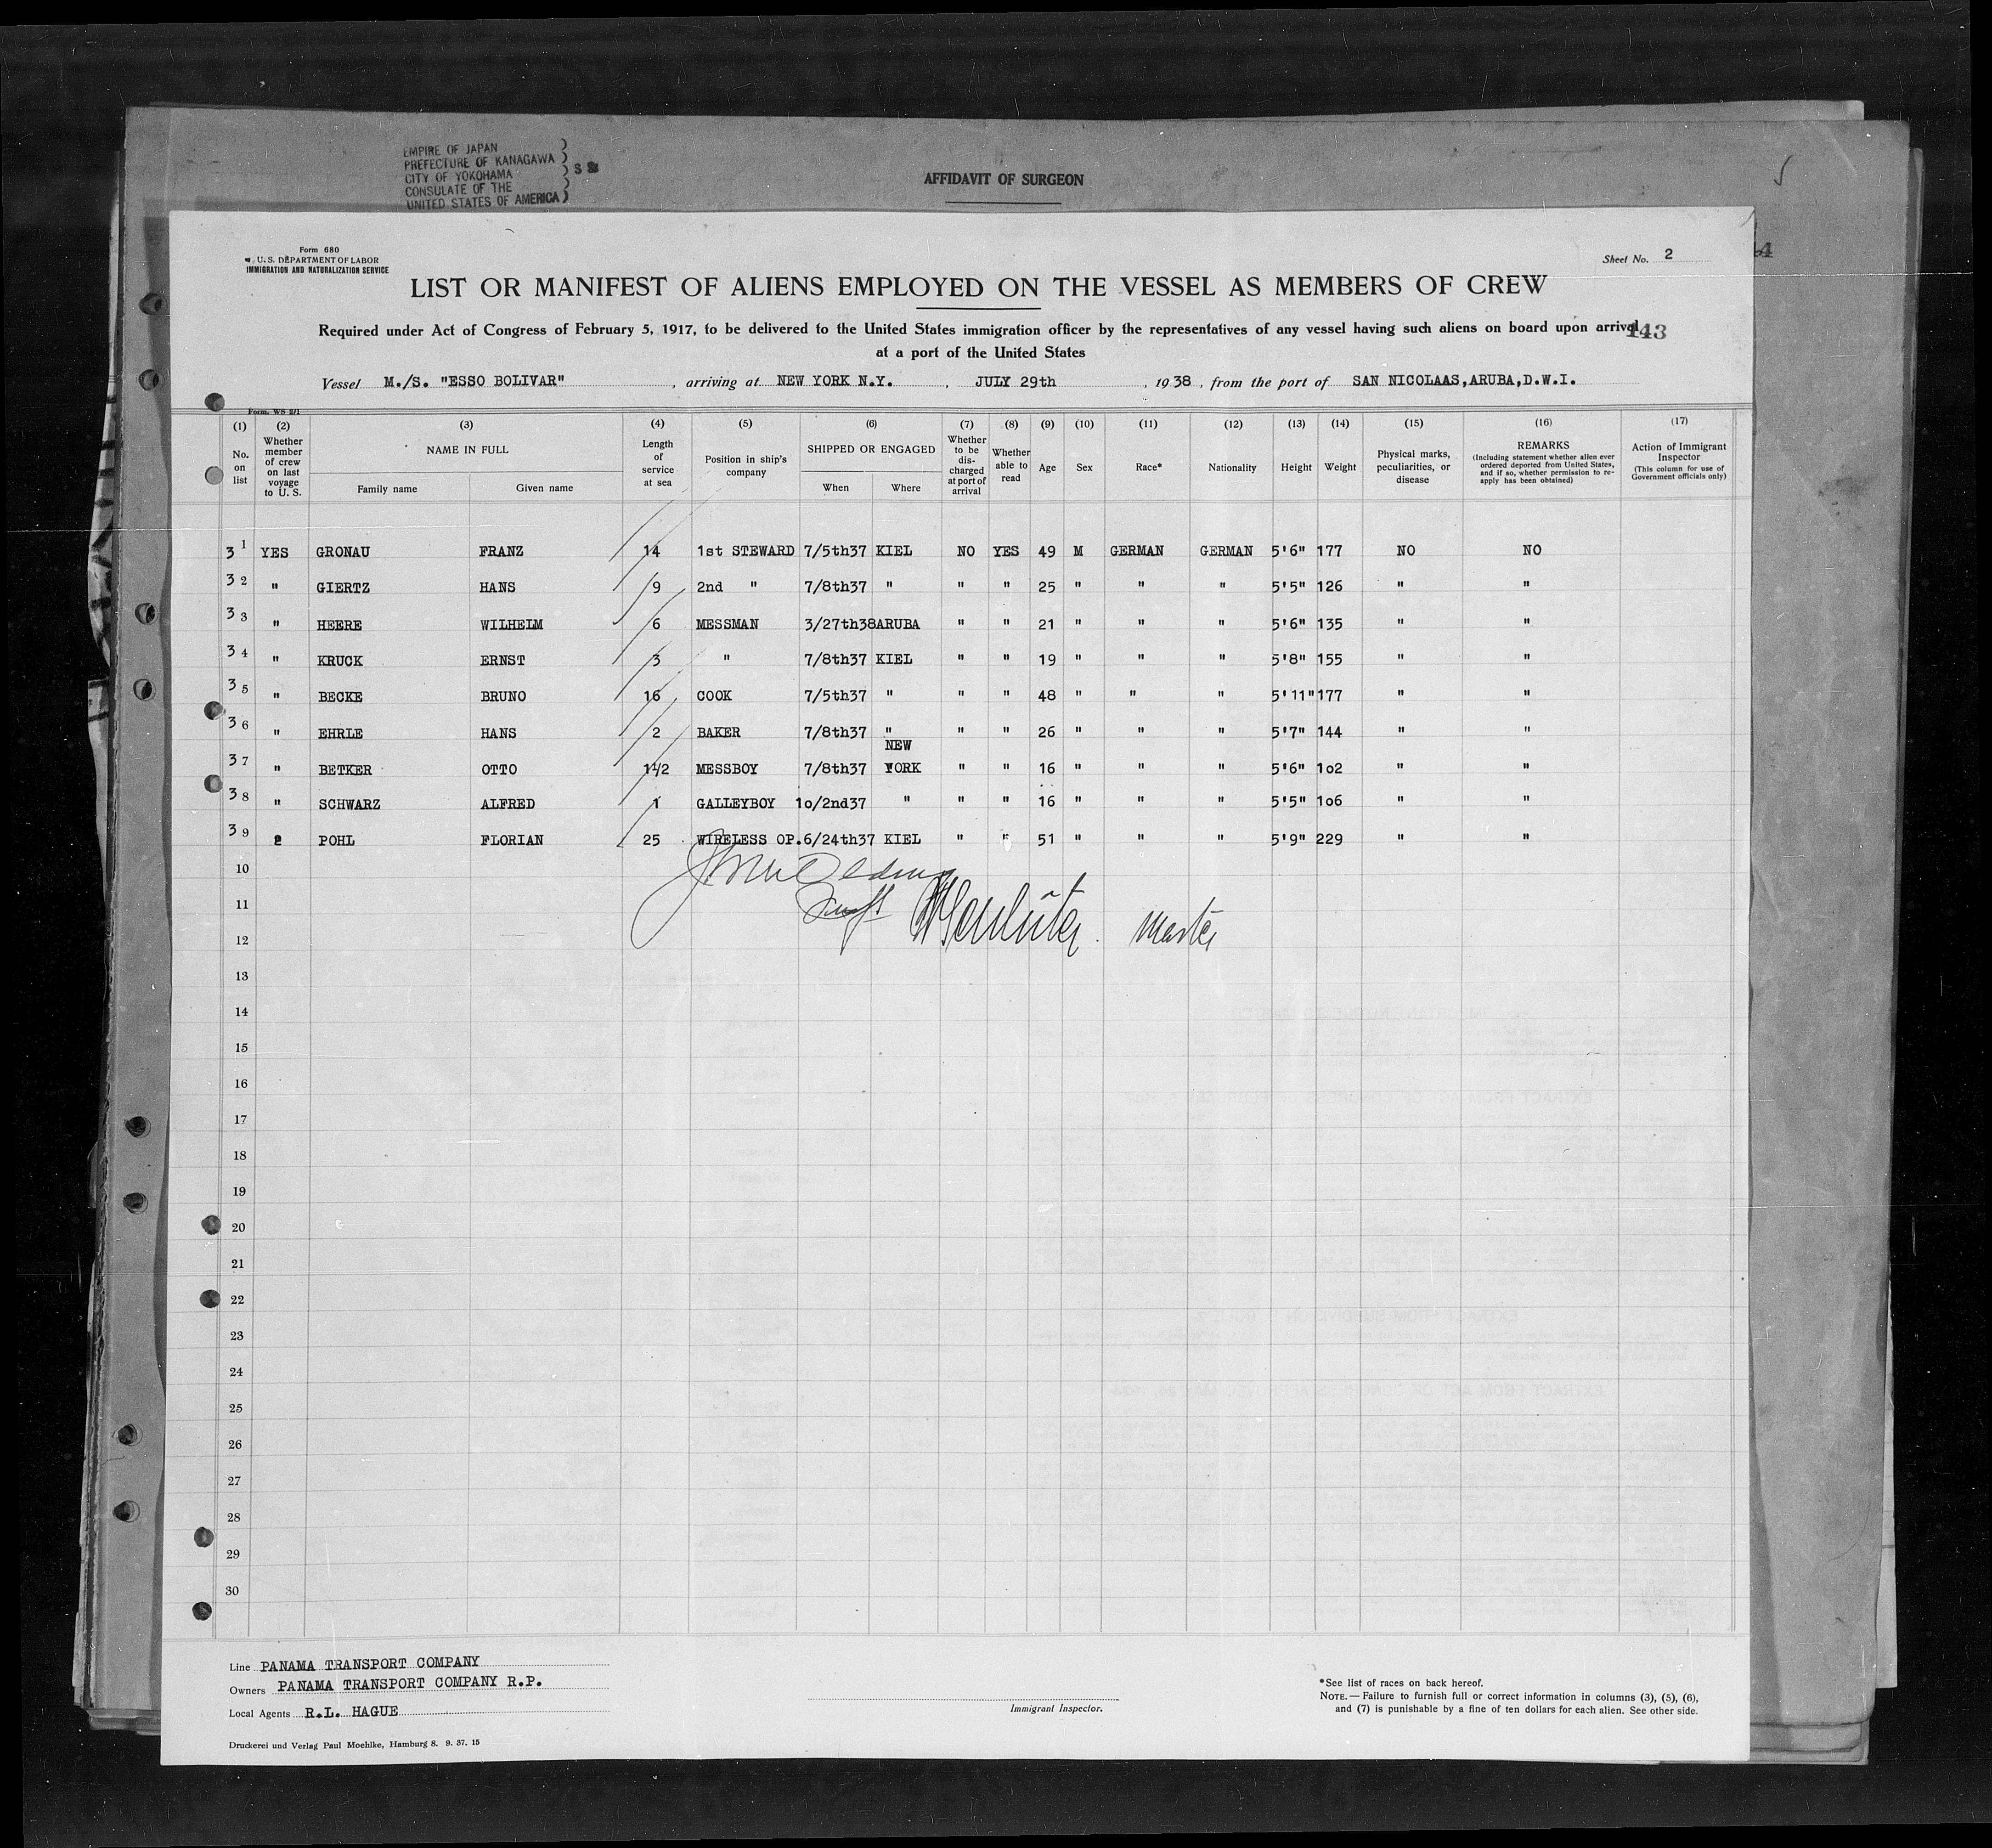 EMPIRE OF JAPAN )
PREFECTURE OF KANAGAWA )
CITY OF YOKOHAMA ) S S
CONSULATE OF THE )
UNITED STATES OF AMERICA )
AFFIDAVIT OF SURGEON
Form 680
U. S. DEPARTMENT OF LABOR
IMMIGRATION AND NATURALIZATION SERVICE
Sheet No. 2
LIST OR MANIFEST OF ALIENS EMPLOYED ON THE VESSEL AS MEMBERS OF CREW
Required under Act of Congress of February 5, 1917, to be delivered to the United States immigration officer by the representatives of any vessel having such aliens on board upon arrival
at a port of the United States
143
Vessel M./S. "ESSO BOLIVAR", arriving at NEW YORK N.Y., JULY 29th, 1938, from the port of SAN NICOLAAS,ARUBA,D.W.I.
Form. WS 2/1
(1) No. on list
(2) Whether member of crew on last voyage to U. S.
(3) NAME IN FULL
Family name Given name
(4) Length of service at sea
(5) Position in ship's company
(6) SHIPPED OR ENGAGED
When Where
(7) Whether to be discharged at port of arrival
(8) Whether able to read
(9) Age
(10) Sex
(11) Race*
(12) Nationality
(13) Height
(14) Weight
(15) Physical marks, peculiarities, or disease
(16) REMARKS
(Including statement whether alien ever ordered deported from United States, and if so, whether permission to re-apply has been obtained)
(17) Action of Immigrant Inspector
(This column for use of Government officials only)
31 YES GRONAU FRANZ 14 1st STEWARD 7/5th37 KIEL NO YES 49 M GERMAN GERMAN 5'6" 177 NO NO
32 " GIERTZ HANS 9 2nd " 7/8th37 " " " 25 " " " 5'5" 126 " "
33 " HEERE WILHELM 6 MESSMAN 3/27th38 ARUBA " " 21 " " " 5'6" 135 " "
34 " KRUCK ERNST 3 " 7/8th37 KIEL " " 19 " " " 5'8" 155 " "
35 " BECKE BRUNO 16 COOK 7/5th37 " " " 48 " " " 5'11" 177 " "
36 " EHRLE HANS 2 BAKER 7/8th37 " " " 26 " " " 5'7" 144 " "
37 " BETKER OTTO 1 1/2 MESSBOY 7/8th37 NEW YORK " " 16 " " " 5'6" 1o2 " "
38 " SCHWARZ ALFRED 1 GALLEYBOY 1o/2nd37 " " " 16 " " " 5'5" 1o6 " "
39 2 POHL FLORIAN 25 WIRELESS OP. 6/24th37 KIEL " " 51 " " " 5'9" 229 " "
Master
10
11
12
13
14
15
16
17
18
19
20
21
22
23
24
25
26
27
28
29
30
Line PANAMA TRANSPORT COMPANY
Owners PANAMA TRANSPORT COMPANY R.P.
Local Agents R.L. HAGUE
Immigrant Inspector.
*See list of races on back hereof.
NOTE.— Failure to furnish full or correct information in columns (3), (5), (6),
and (7) is punishable by a fine of ten dollars for each alien. See other side.
Druckerei und Verlag Paul Moehlke, Hamburg 8. 9. 37. 15